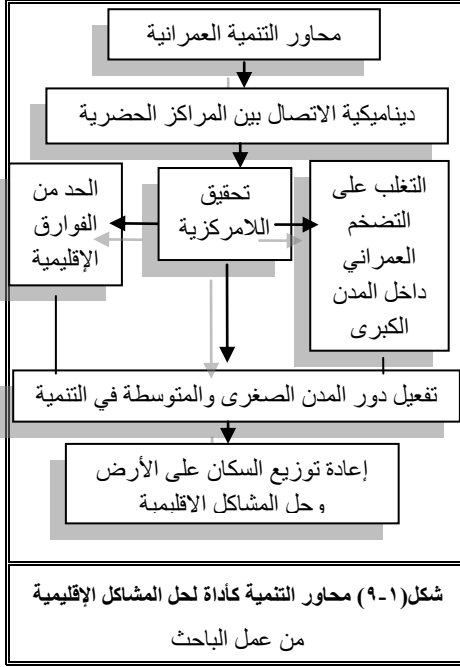 محاور التنمية العمرانية
ديناميكية الاتصال بين المراكز الحضرية
التغلب على
التضخم
العمراني
داخل المدن
الكبرى
تحقيق
اللامركزية
الحد من
الفوارق
الإقليمية
تفعيل دور المدن الصغرى والمتوسطة في التنمية
إعادة توزيع السكان على الأرض
وحل المشاكل الاقليمية
شكل(١-٩) محاور التنمية كأداة لحل المشاكل الإقليمية
من عمل الباحث